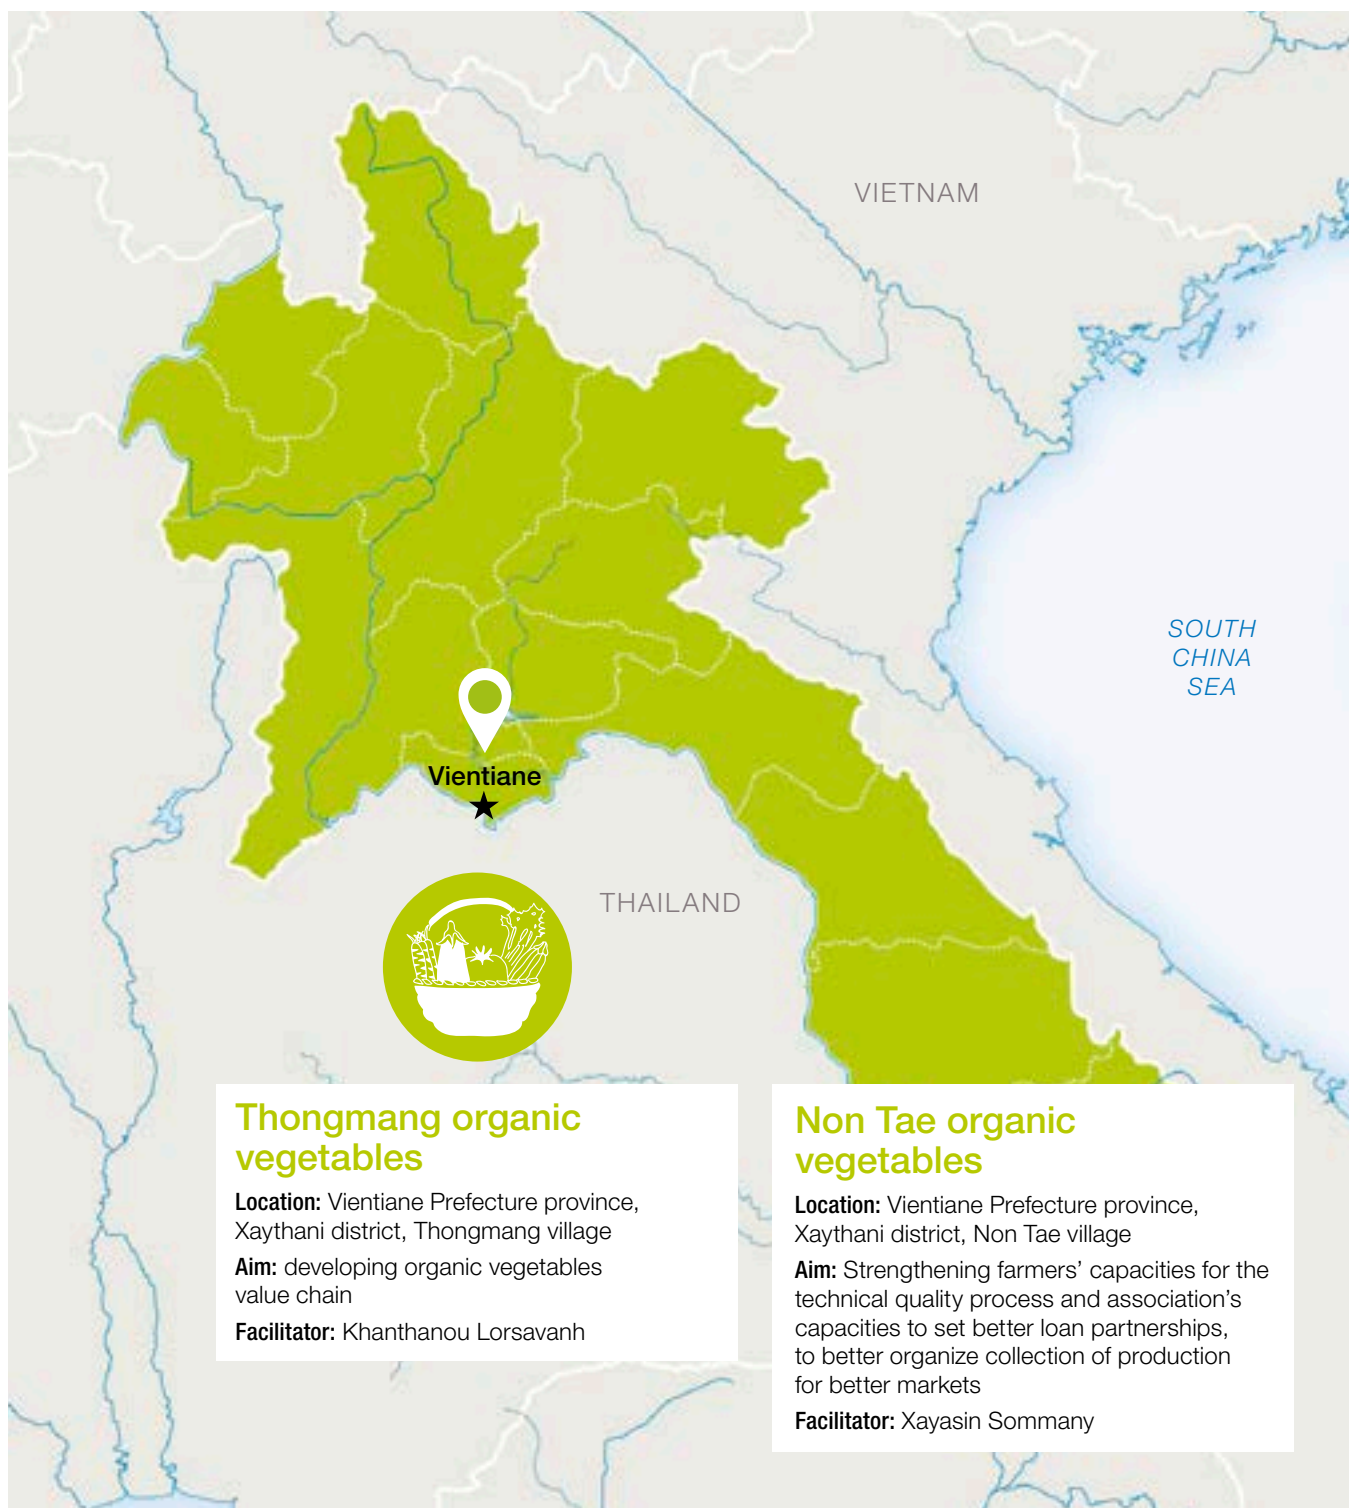 VIETNAM
SOUTH
CHINA
SEA
Vientiane
THAILAND
Thongmang organic
vegetables
Location: Vientiane Prefecture province,
Xaythani district, Thongmang village
Aim: developing organic vegetables
value chain
Facilitator: Khanthanou Lorsavanh
Non Tae organic
vegetables
Location: Vientiane Prefecture province,
Xaythani district, Non Tae village
Aim: Strengthening farmers’ capacities for the
technical quality process and association’s
capacities to set better loan partnerships,
to better organize collection of production
for better markets
Facilitator: Xayasin Sommany